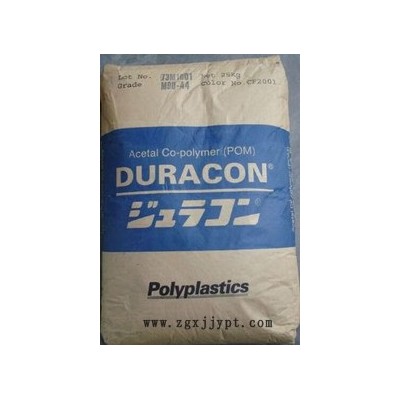 Lot No. 93M1601 Net 25kg
Grade M90-44 Color No. CF2001
Acetal Co-polymer (POM)
DURACON®
ジュラコン
Polyplastics
www.zgxjjypt.com